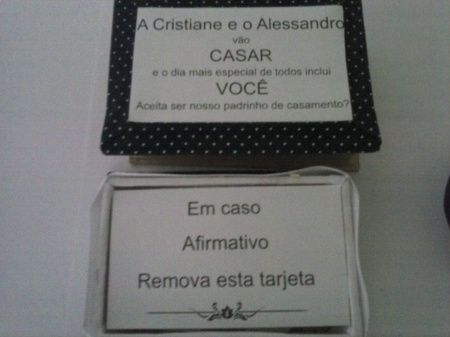 A Cristiane e o Alessandro
vão
CASAR
e o dia mais especial de todos inclui
VOCÊ
Aceita ser nosso padrinho de casamento?
Em caso
Afirmativo
Remova esta tarjeta